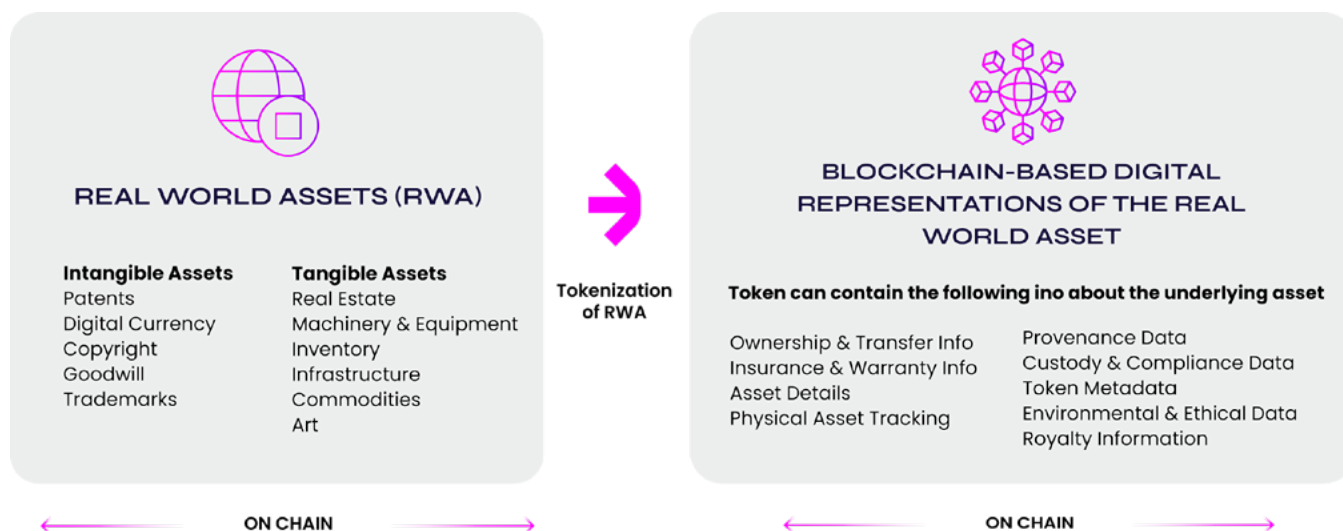 REAL WORLD ASSETS (RWA)
Intangible Assets
Patents
Digital Currency
Copyright
Goodwill
Trademarks
Tangible Assets
Real Estate
Machinery & Equipment
Inventory
Infrastructure
Commodities
Art
ON CHAIN
Tokenization
of RWA
BLOCKCHAIN-BASED DIGITAL
REPRESENTATIONS OF THE REAL
WORLD ASSET
Token can contain the following ino about the underlying asset
Ownership & Transfer Info
Insurance & Warranty Info
Asset Details
Physical Asset Tracking
Provenance Data
Custody & Compliance Data
Token Metadata
Environmental & Ethical Data
Royalty Information
ON CHAIN